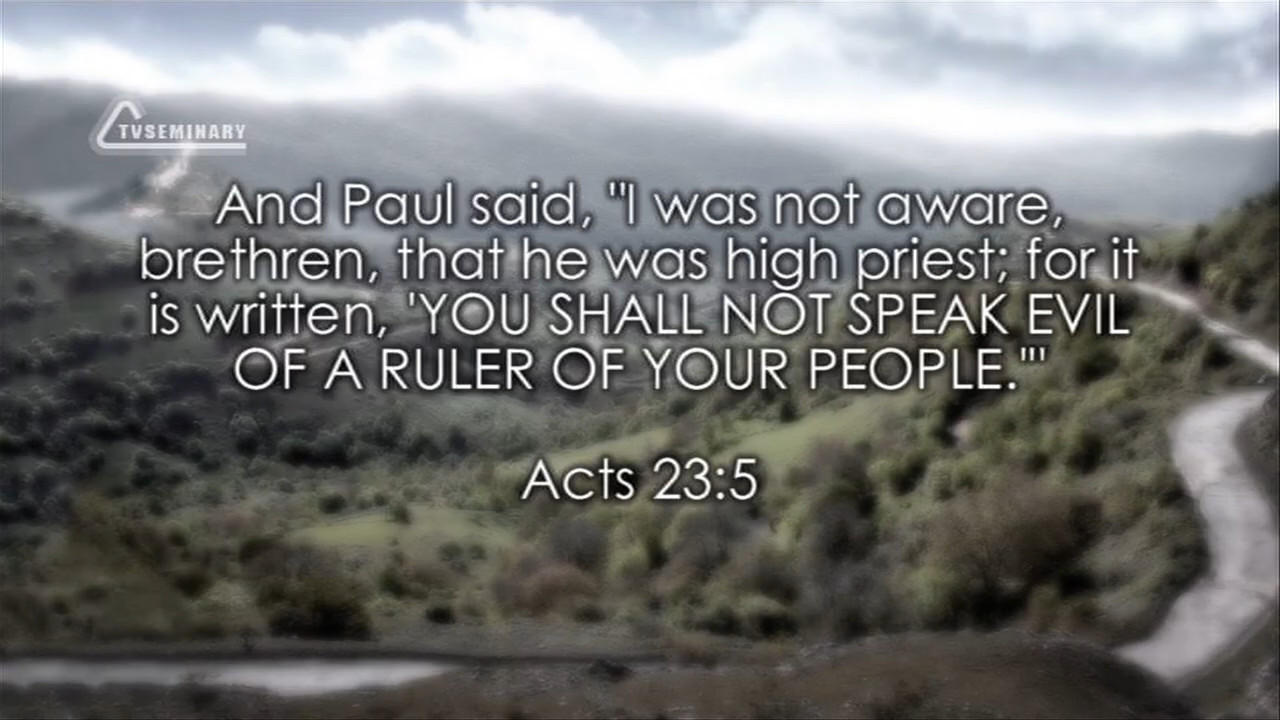 TVSEMINARY
And Paul said, "I was not aware,
brethren, that he was high priest; for it
is written, 'YOU SHALL NOT SPEAK EVIL
OF A RULER OF YOUR PEOPLE.'"
Acts 23:5